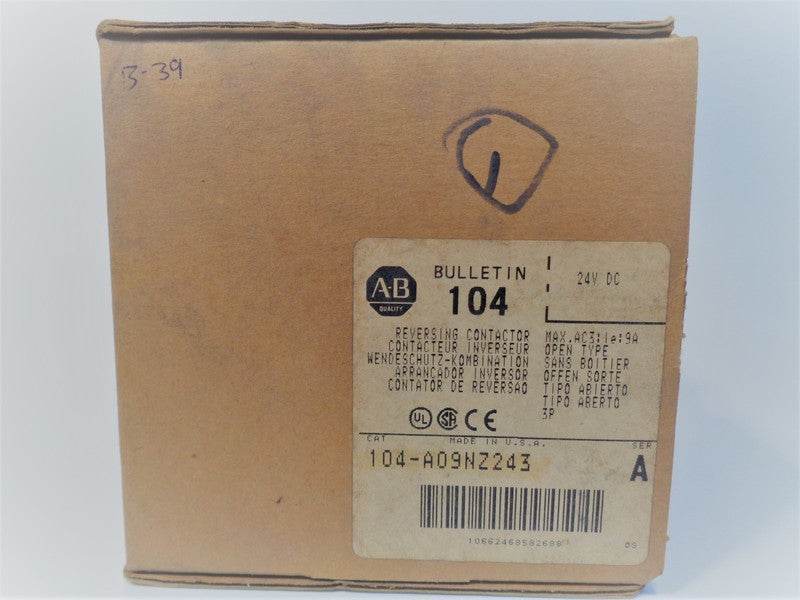 B-39
1
A-B
QUALITY
BULLETIN
104
24V DC
REVERSING CONTACTOR
CONTACTEUR INVERSEUR
WENDESCHUTZ-KOMBINATION
ARRANCADOR INVERSOR
CONTATOR DE REVERSAO
MAX.AC3:Ie:9A
OPEN TYPE
SANS BOITIER
OFFEN SORTE
TIPO ABIERTO
TIPO ABERTO
3P
UL SA CE
CAT MADE IN U.S.A. SER
104-A09NZ243 A